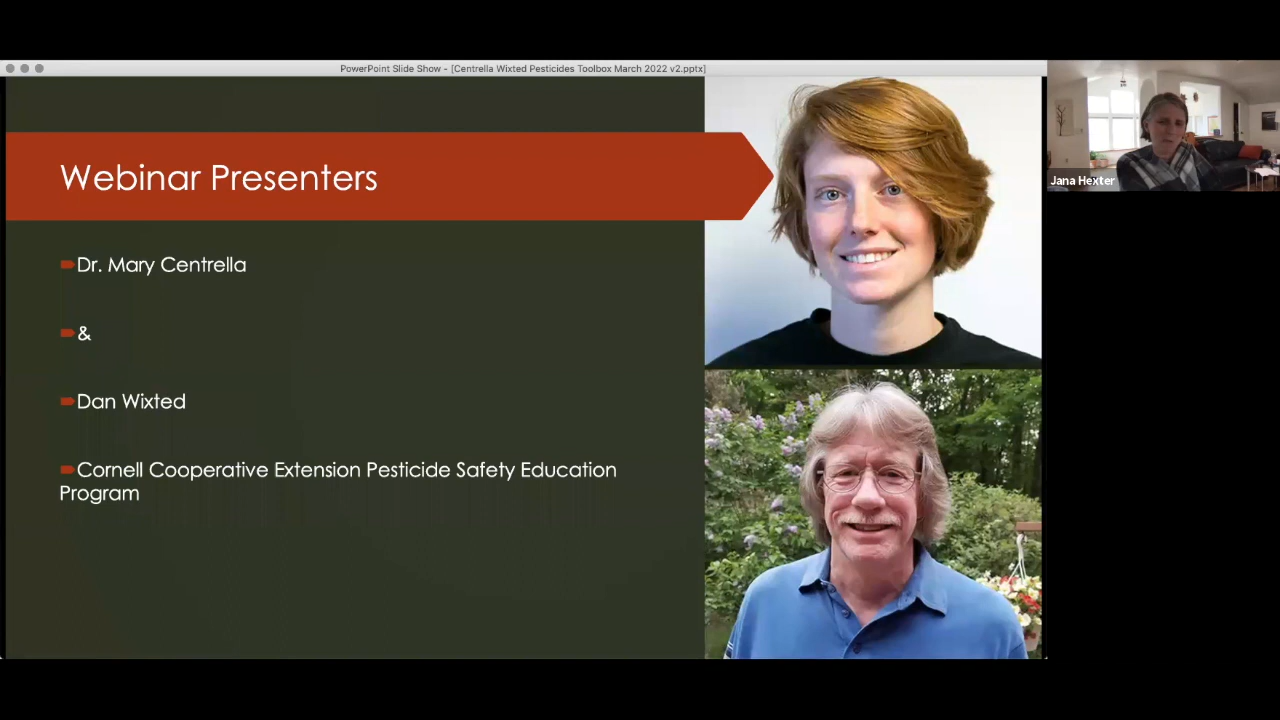 PowerPoint Slide Show - [Centrella Wixted Pesticides Toolbox March 2022 v2.pptx]
Webinar Presenters
Dr. Mary Centrella
&
Dan Wixted
Cornell Cooperative Extension Pesticide Safety Education
Program
Jana Hexter